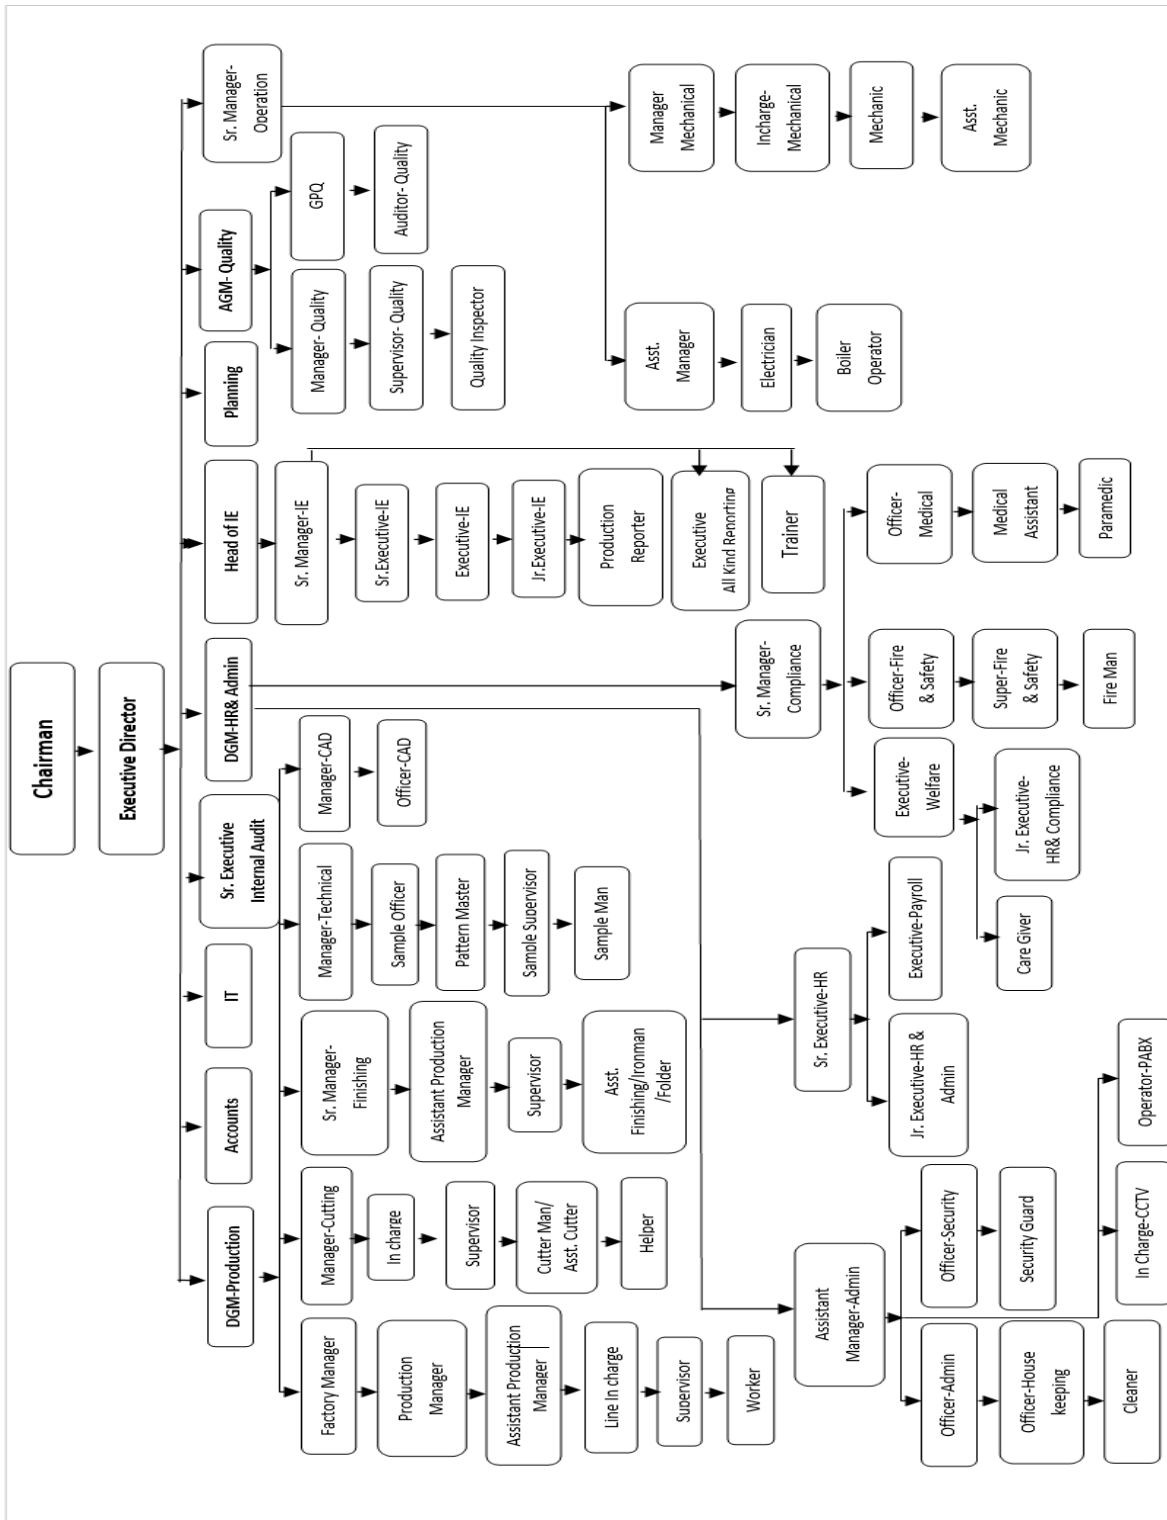 Chairman
Executive Director
DGM-Production
Accounts
IT
Sr. Executive
Internal Audit
DGM-HR& Admin
Head of IE
Planning
AGM- Quality
Sr. Manager-
Operation
Factory Manager
Production
Manager
Assistant Production
Manager
Line In charge
Supervisor
Worker
Manager-Cutting
In charge
Supervisor
Cutter Man/
Asst. Cutter
Helper
Sr. Manager-
Finishing
Assistant Production
Manager
Supervisor
Asst.
Finishing/Ironman
/Folder
Manager-Technical
Sample Officer
Pattern Master
Sample Supervisor
Sample Man
Manager-CAD
Officer-CAD
Sr. Manager-IE
Sr.Executive-IE
Executive-IE
Jr.Executive-IE
Production
Reporter
Executive
All Kind Reporting
Trainer
Manager- Quality
Supervisor- Quality
Quality Inspector
GPQ
Auditor- Quality
Asst.
Manager
Electrician
Boiler
Operator
Manager
Mechanical
Incharge-
Mechanical
Mechanic
Asst.
Mechanic
Assistant
Manager-Admin
Officer-Admin
Officer-House
keeping
Cleaner
Officer-Security
Security Guard
In Charge-CCTV
Operator-PABX
Sr. Executive-HR
Jr. Executive-HR &
Admin
Executive-Payroll
Sr. Manager-
Compliance
Executive-
Welfare
Care Giver
Jr. Executive-
HR& Compliance
Officer-Fire
& Safety
Super-Fire
& Safety
Fire Man
Officer-
Medical
Medical
Assistant
Paramedic